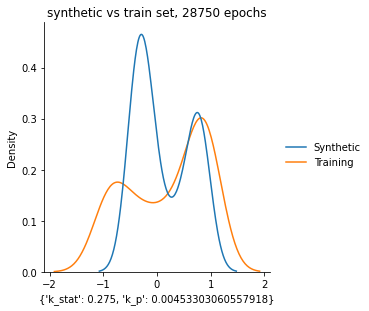 synthetic vs train set, 28750 epochs
0.4
0.3
0.2
0.1
0.0
Density
−2
−1
0
1
2
{'k_stat': 0.275, 'k_p': 0.00453303060557918}
Synthetic
Training